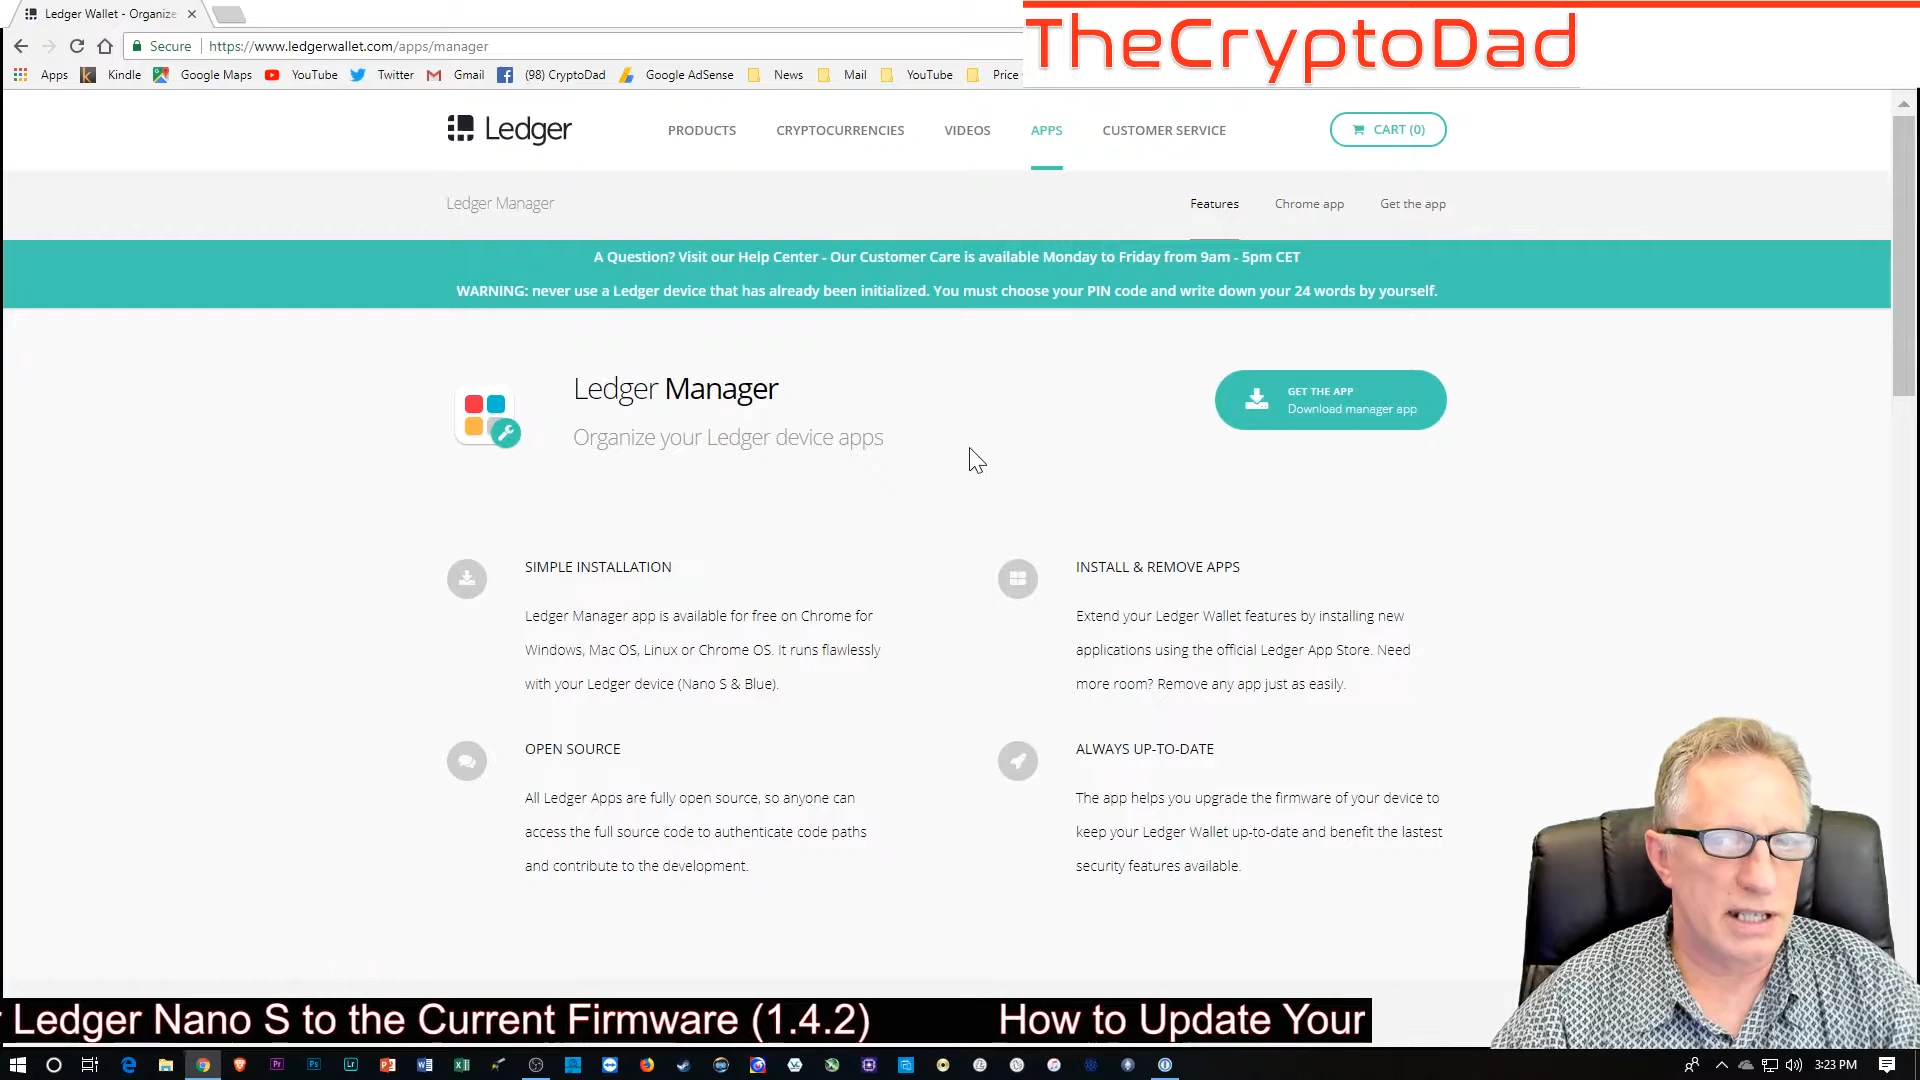 Ledger Wallet - Organize
TheCryptoDad
Secure https://www.ledgerwallet.com/apps/manager
Apps Kindle Google Maps YouTube Twitter Gmail (98) CryptoDad Google AdSense News Mail YouTube Price
Ledger PRODUCTS CRYPTOCURRENCIES VIDEOS APPS CUSTOMER SERVICE CART (0)
Ledger Manager Features Chrome app Get the app
A Question? Visit our Help Center - Our Customer Care is available Monday to Friday from 9am - 5pm CET
WARNING: never use a Ledger device that has already been initialized. You must choose your PIN code and write down your 24 words by yourself.
Ledger Manager
Organize your Ledger device apps
GET THE APP
Download manager app
SIMPLE INSTALLATION
Ledger Manager app is available for free on Chrome for
Windows, Mac OS, Linux or Chrome OS. It runs flawlessly
with your Ledger device (Nano S & Blue).
INSTALL & REMOVE APPS
Extend your Ledger Wallet features by installing new
applications using the official Ledger App Store. Need
more room? Remove any app just as easily.
OPEN SOURCE
All Ledger Apps are fully open source, so anyone can
access the full source code to authenticate code paths
and contribute to the development.
ALWAYS UP-TO-DATE
The app helps you upgrade the firmware of your device to
keep your Ledger Wallet up-to-date and benefit the lastest
security features available.
Ledger Nano S to the Current Firmware (1.4.2) How to Update Your
3:23 PM